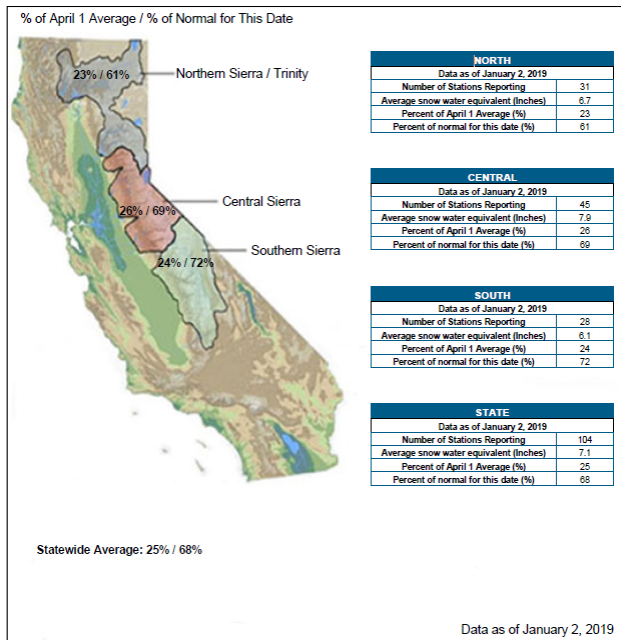 % of April 1 Average / % of Normal for This Date
23% / 61%
Northern Sierra / Trinity
26% / 69%
Central Sierra
24% / 72%
Southern Sierra
NORTH
Data as of January 2, 2019
Number of Stations Reporting 31
Average snow water equivalent (Inches) 6.7
Percent of April 1 Average (%) 23
Percent of normal for this date (%) 61
CENTRAL
Data as of January 2, 2019
Number of Stations Reporting 45
Average snow water equivalent (Inches) 7.9
Percent of April 1 Average (%) 26
Percent of normal for this date (%) 69
SOUTH
Data as of January 2, 2019
Number of Stations Reporting 28
Average snow water equivalent (Inches) 6.1
Percent of April 1 Average (%) 24
Percent of normal for this date (%) 72
STATE
Data as of January 2, 2019
Number of Stations Reporting 104
Average snow water equivalent (Inches) 7.1
Percent of April 1 Average (%) 25
Percent of normal for this date (%) 68
Statewide Average: 25% / 68%
Data as of January 2, 2019